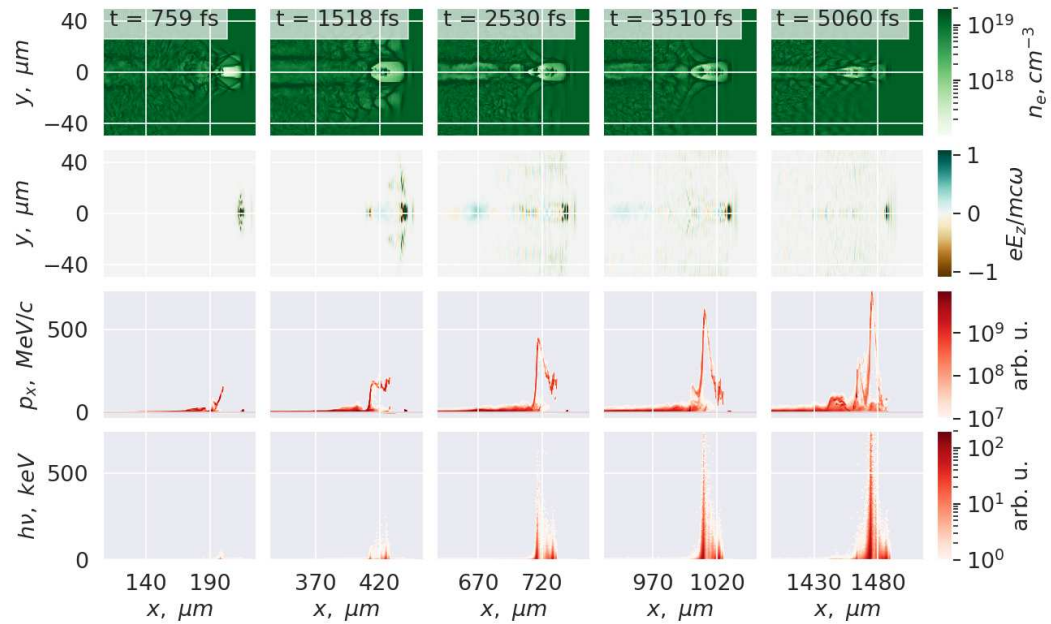 t = 759 fs t = 1518 fs t = 2530 fs t = 3510 fs t = 5060 fs
y, μm
40
0
−40
10^19
10^18
n_e, cm^−3
y, μm
40
0
−40
1
0
−1
eE_z/mcω
p_x, MeV/c
500
0
10^9
10^8
10^7
arb. u.
hν, keV
500
0
10^2
10^1
10^0
arb. u.
140 190 370 420 670 720 970 1020 1430 1480
x, μm x, μm x, μm x, μm x, μm